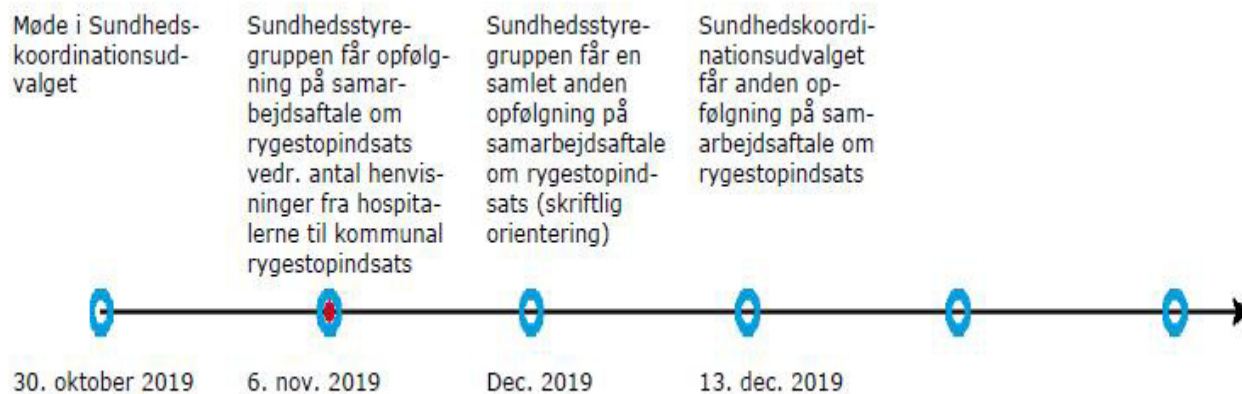 Møde i Sundheds-
koordinationsud-
valget
Sundhedsstyre-
gruppen får opfølg-
ning på samar-
bejdsaftale om
rygestopindsats
vedr. antal henvis-
ninger fra hospita-
lerne til kommunal
rygestopindsats
Sundhedsstyre-
gruppen får en
samlet anden
opfølgning på
samarbejdsaftale
om rygestopind-
sats (skriftlig
orientering)
Sundhedskoordi-
nationsudvalget
får anden op-
følgning på sam-
arbejdsaftale om
rygestopindsats
30. oktober 2019
6. nov. 2019
Dec. 2019
13. dec. 2019